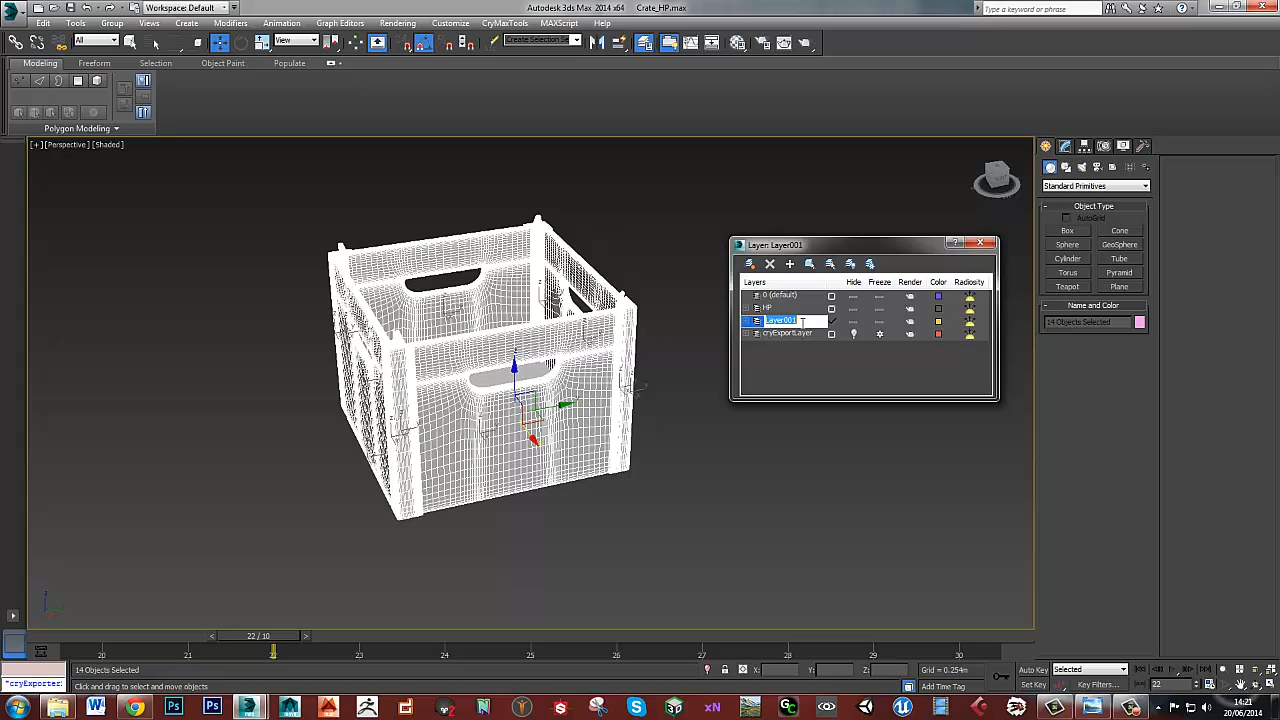 Workspace: Default
Autodesk 3ds Max 2014 x64    Crate_HP.max
Type a keyword or phrase
Edit Tools Group Views Create Modifiers Animation Graph Editors Rendering Customize CryMaxTools MAXScript Help
All
View
Create Selection Se
Modeling Freeform Selection Object Paint Populate
Polygon Modeling
[+] [Perspective] [Shaded]
Standard Primitives
Object Type
AutoGrid
Box Cone
Sphere GeoSphere
Cylinder Tube
Torus Pyramid
Teapot Plane
Name and Color
14 Objects Selected
Layer: Layer001
Layers Hide Freeze Render Color Radiosity
0 (default)
HP
Layer001
cryExportLayer
22 / 10
20 21 22 23 24 25 26 27 28 29 30
14 Objects Selected
X: Y: Z: Grid = 0.254m
Auto Key Selected
"cryExporter
Click and drag to select and move objects
Add Time Tag
Set Key Key Filters...
22
14:21
20/06/2014